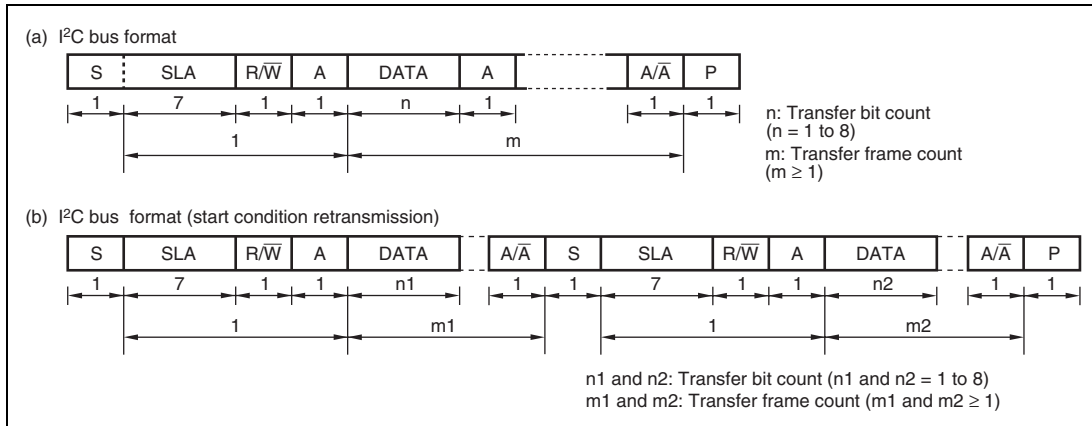 (a) I²C bus format
S SLA R/W̅ A DATA A A/A̅ P
1 7 1 1 n 1 1 1
1 m
n: Transfer bit count
(n = 1 to 8)
m: Transfer frame count
(m ≥ 1)
(b) I²C bus format (start condition retransmission)
S SLA R/W̅ A DATA A/A̅ S SLA R/W̅ A DATA A/A̅ P
1 7 1 1 n1 1 1 7 1 1 n2 1 1
1 m1 1 m2
n1 and n2: Transfer bit count (n1 and n2 = 1 to 8)
m1 and m2: Transfer frame count (m1 and m2 ≥ 1)